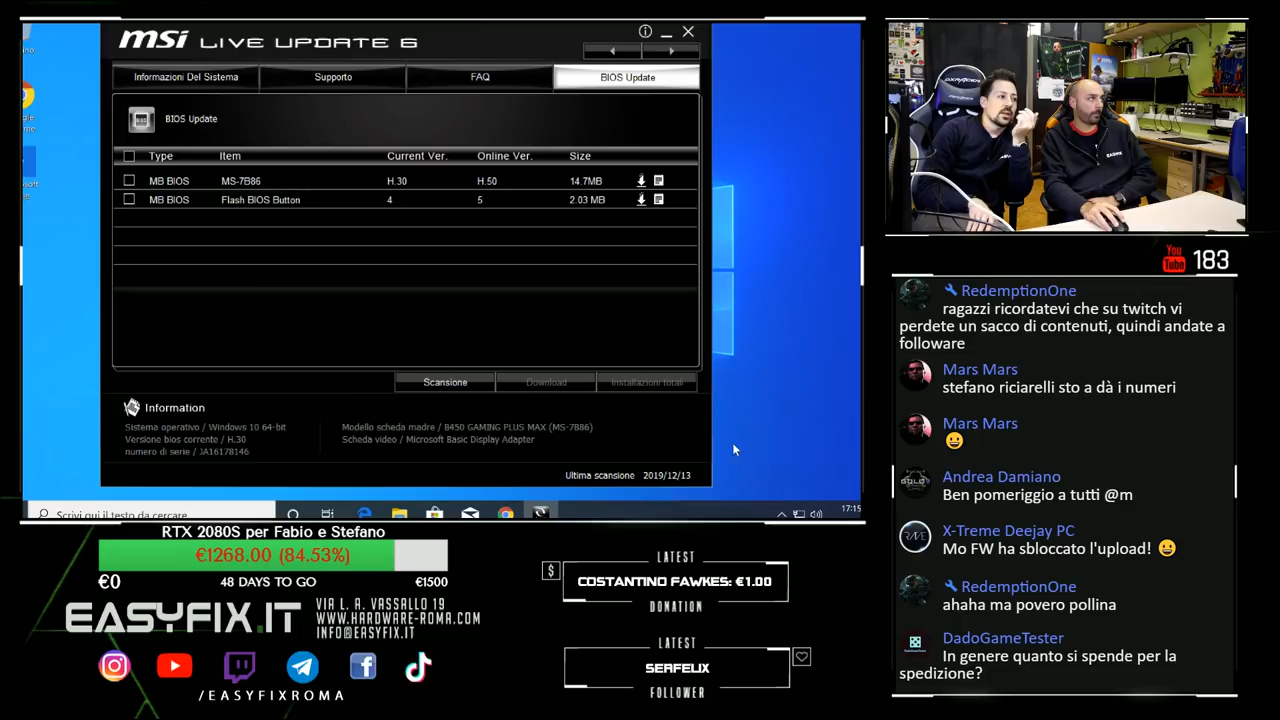 msi LIVE UPDATE 6
Informazioni Del Sistema
Supporto
FAQ
BIOS Update
BIOS Update
Type Item Current Ver. Online Ver. Size
MB BIOS MS-7B86 H.30 H.50 14.7MB
MB BIOS Flash BIOS Button 4 5 2.03 MB
Scansione
Download
Installazioni totali
Information
Sistema operativo / Windows 10 64-bit
Versione bios corrente / H.30
numero di serie / JA16178146
Modello scheda madre / B450 GAMING PLUS MAX (MS-7B86)
Scheda video / Microsoft Basic Display Adapter
Ultima scansione 2019/12/13
Scrivi qui il testo da cercare
17:15
You Tube 183
RedemptionOne
ragazzi ricordatevi che su twitch vi
perdete un sacco di contenuti, quindi andate a
followare
Mars Mars
stefano riciarelli sto a dà i numeri
Mars Mars
Andrea Damiano
Ben pomeriggio a tutti @m
X-Treme Deejay PC
Mo FW ha sbloccato l'upload!
RedemptionOne
ahaha ma povero pollina
DadoGameTester
In genere quanto si spende per la
spedizione?
RTX 2080S per Fabio e Stefano
€1268.00 (84.53%)
€0 48 DAYS TO GO €1500
EASYFIX.IT
VIA L. A. VASSALLO 19
WWW.HARDWARE-ROMA.COM
INFO@EASYFIX.IT
/EASYFIXROMA
LATEST
$ COSTANTINO FAWKES: €1.00
DONATION
LATEST
SERFELIX
FOLLOWER